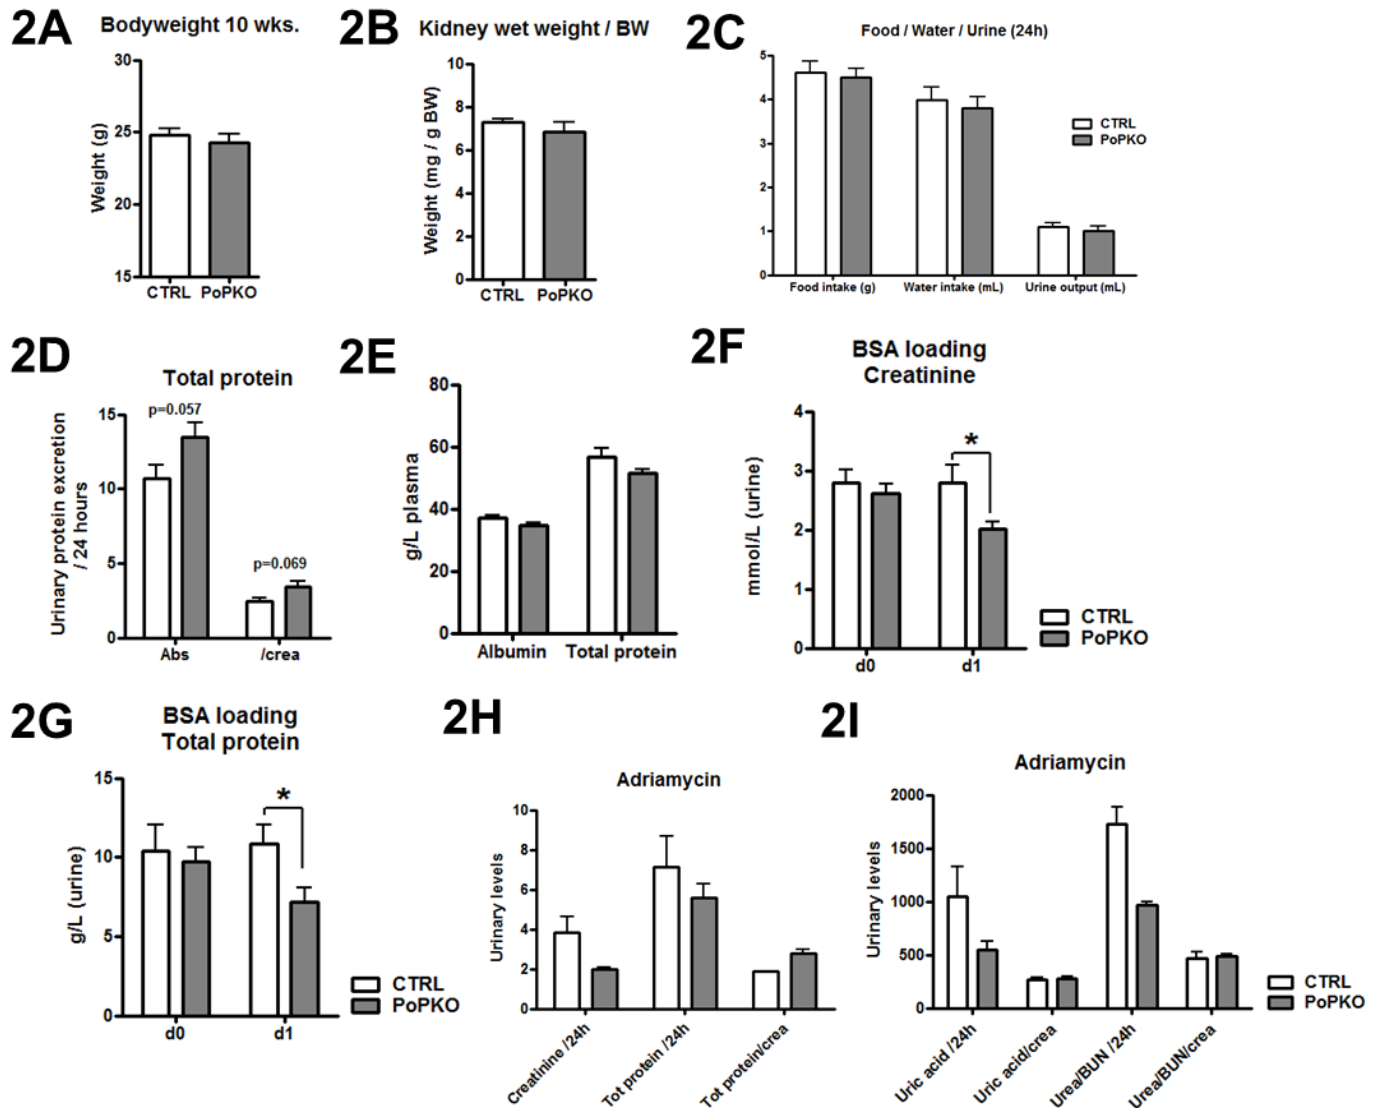 2A
Bodyweight 10 wks.
Weight (g)
30
25
20
15
CTRL PoPKO
2B
Kidney wet weight / BW
Weight (mg / g BW)
10
8
6
4
2
0
CTRL PoPKO
2C
Food / Water / Urine (24h)
5
4
3
2
1
0
Food intake (g) Water intake (mL) Urine output (mL)
CTRL
PoPKO
2D
Total protein
Urinary protein excretion
/ 24 hours
15
10
5
0
p=0.057
p=0.069
Abs /crea
2E
g/L plasma
80
60
40
20
0
Albumin Total protein
2F
BSA loading
Creatinine
mmol/L (urine)
4
3
2
1
0
*
d0 d1
CTRL
PoPKO
2G
BSA loading
Total protein
g/L (urine)
15
10
5
0
*
d0 d1
CTRL
PoPKO
2H
Adriamycin
Urinary levels
10
8
6
4
2
0
Creatinine /24h
Tot protein /24h
Tot protein/crea
2I
Adriamycin
Urinary levels
2000
1500
1000
500
0
Uric acid /24h
Uric acid/crea
Urea/BUN /24h
Urea/BUN/crea
CTRL
PoPKO